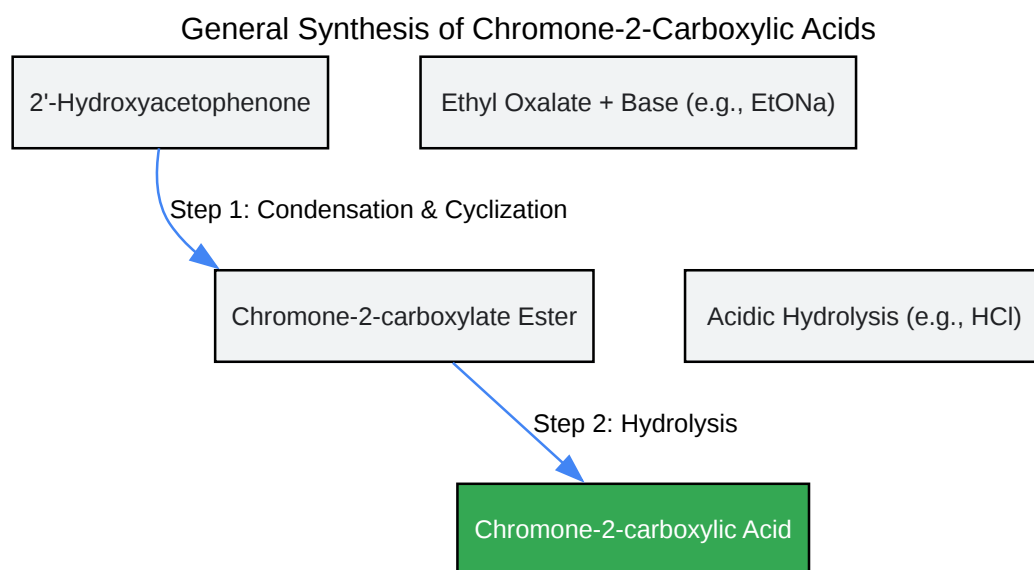 General Synthesis of Chromone-2-Carboxylic Acids
2'-Hydroxyacetophenone
Ethyl Oxalate + Base (e.g., EtONa)
Step 1: Condensation & Cyclization
Chromone-2-carboxylate Ester
Acidic Hydrolysis (e.g., HCl)
Step 2: Hydrolysis
Chromone-2-carboxylic Acid